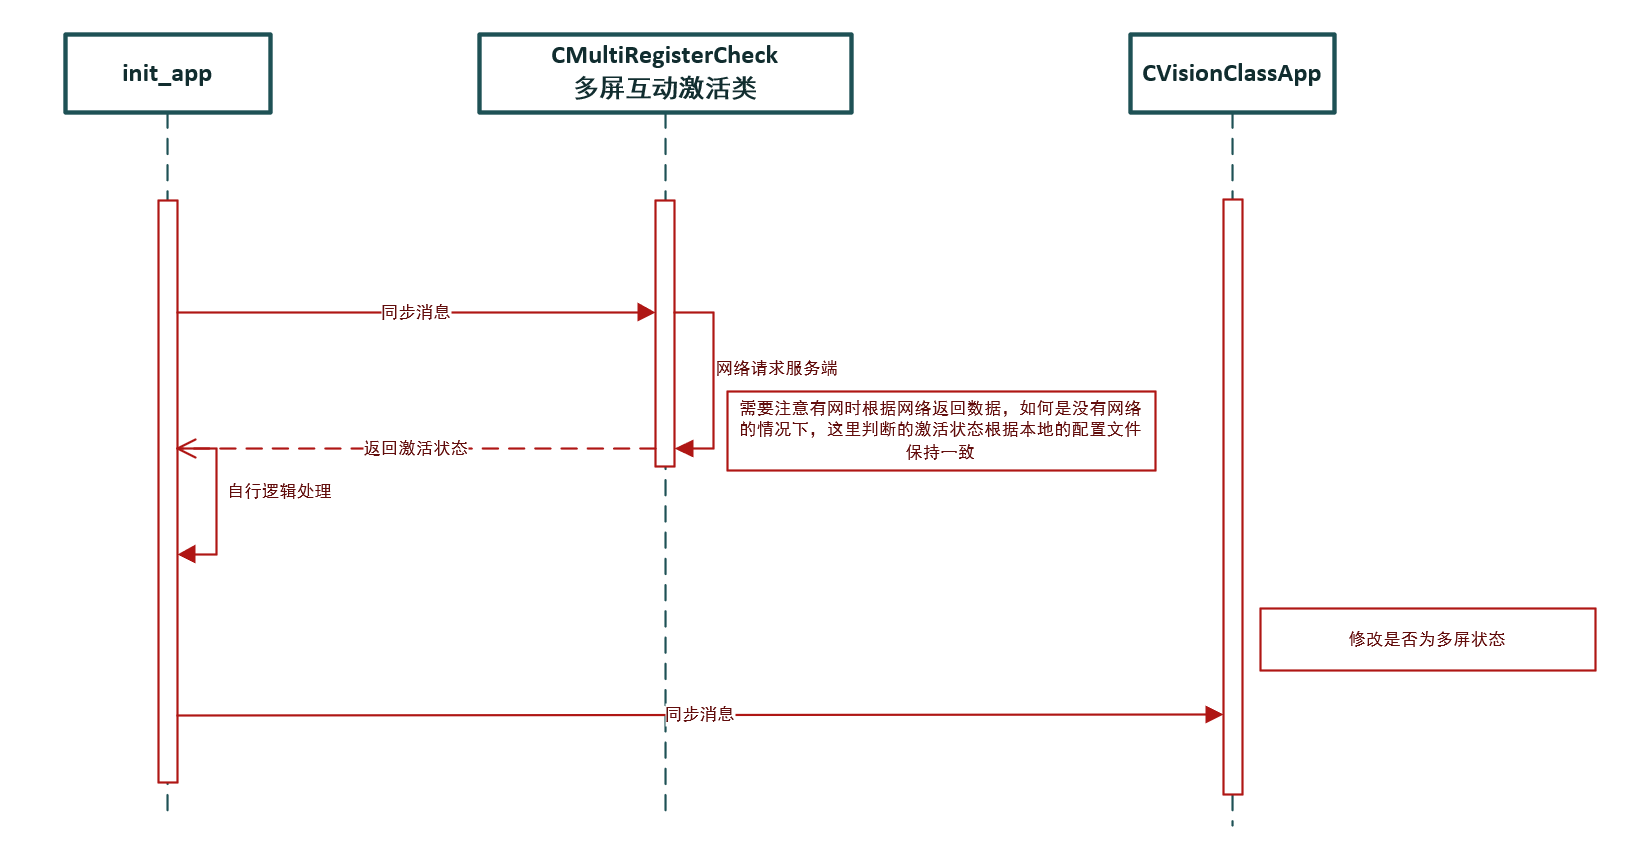 init_app
CMultiRegisterCheck
多屏互动激活类
CVisionClassApp
同步消息
网络请求服务端
需要注意有网时根据网络返回数据，如何是没有网络
的情况下，这里判断的激活状态根据本地的配置文件
保持一致
返回激活状态
自行逻辑处理
修改是否为多屏状态
同步消息